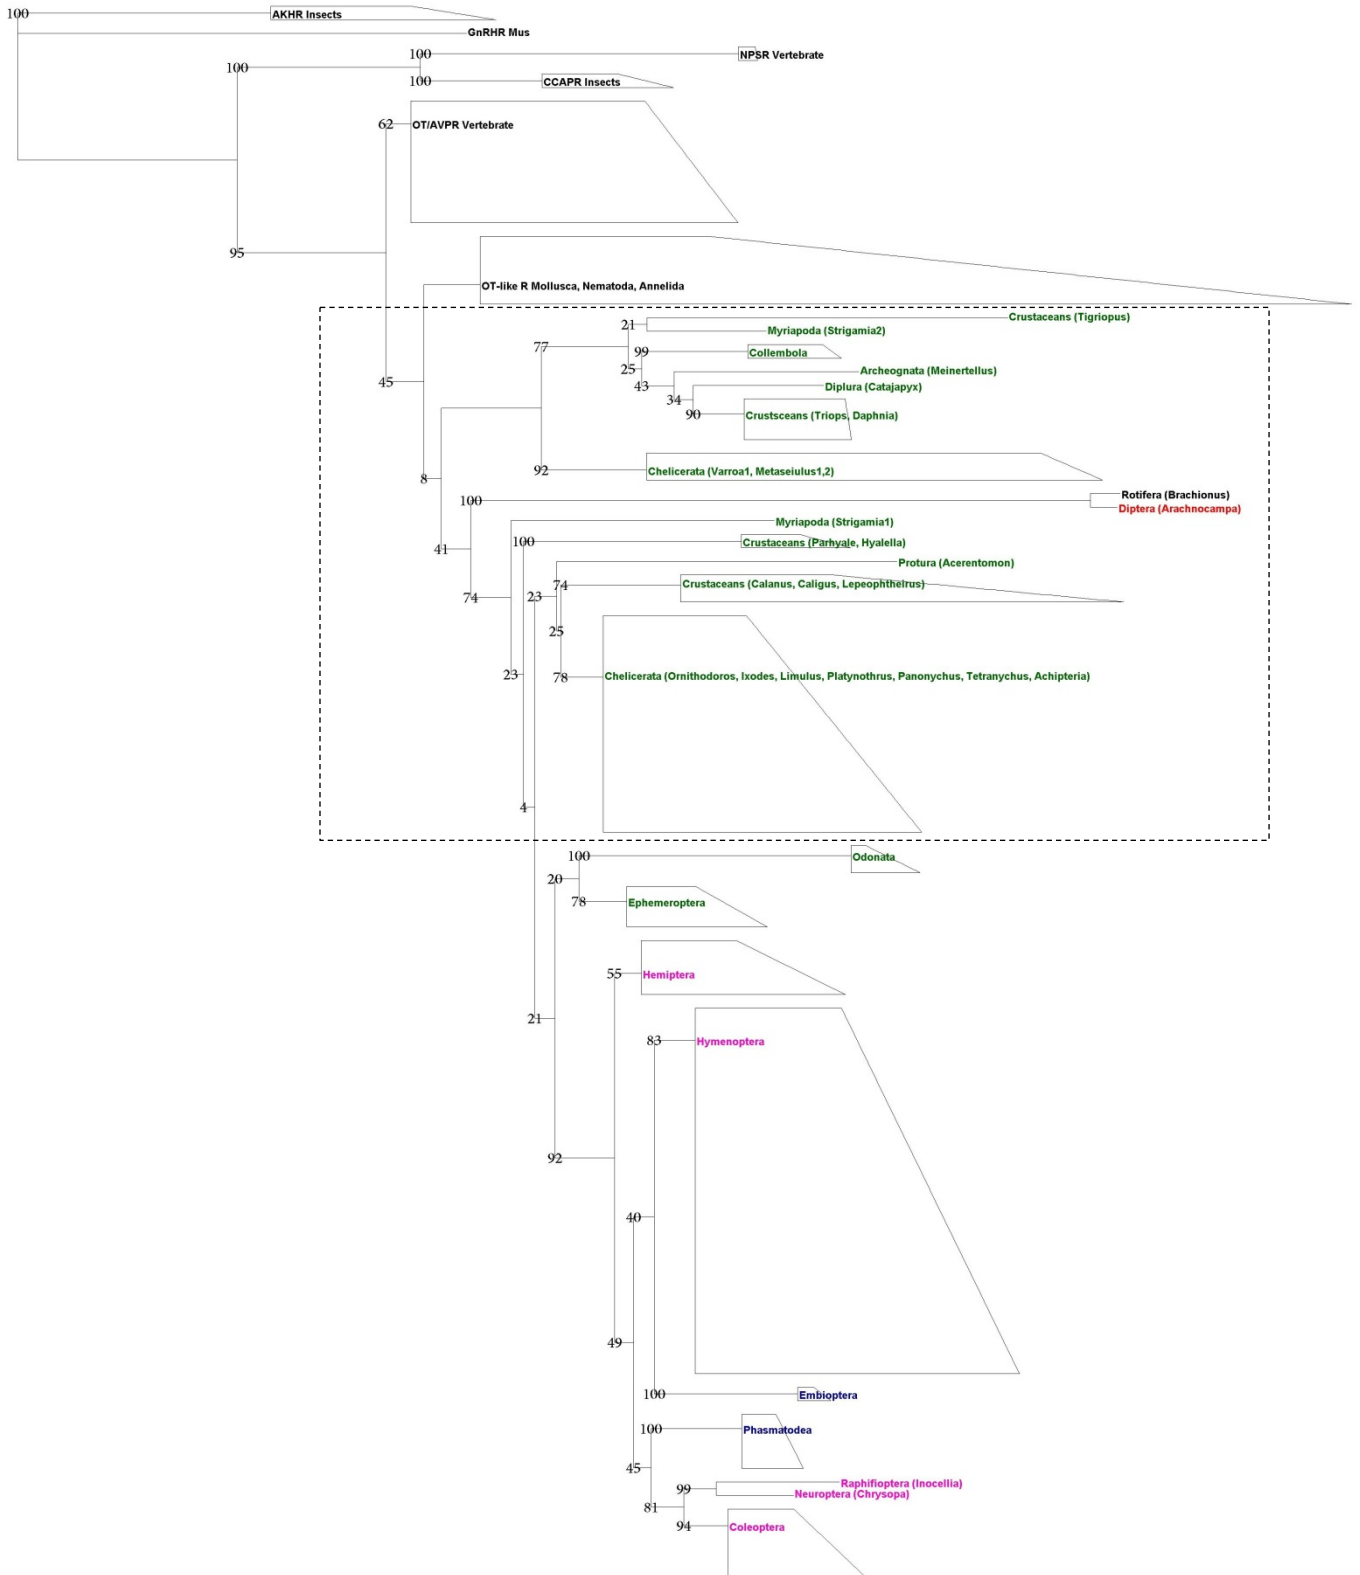 100
AKHR Insects
GnRHR Mus
100
NPSR Vertebrate
100
100
CCAPR Insects
62
OT/AVPR Vertebrate
95
OT-like R Mollusca, Nematoda, Annelida
Crustaceans (Tigriopus)
21
Myriapoda (Strigamia2)
77
99
Collembola
25
Archeognata (Meinertellus)
45
43
Diplura (Catajapyx)
34
90
Crustsceans (Triops, Daphnia)
92
Chelicerata (Varroa1, Metaseiulus1,2)
8
100
Rotifera (Brachionus)
Diptera (Arachnocampa)
Myriapoda (Strigamia1)
41
100
Crustaceans (Parhyale, Hyalella)
Protura (Acerentomon)
74
Crustaceans (Calanus, Caligus, Lepeophtheirus)
74
23
25
23
78
Chelicerata (Ornithodoros, Ixodes, Limulus, Platynothrus, Panonychus, Tetranychus, Achipteria)
4
100
Odonata
20
78
Ephemeroptera
55
Hemiptera
21
83
Hymenoptera
92
40
49
100
Embioptera
100
Phasmatodea
45
Raphifioptera (Inocellia)
99
Neuroptera (Chrysopa)
81
94
Coleoptera